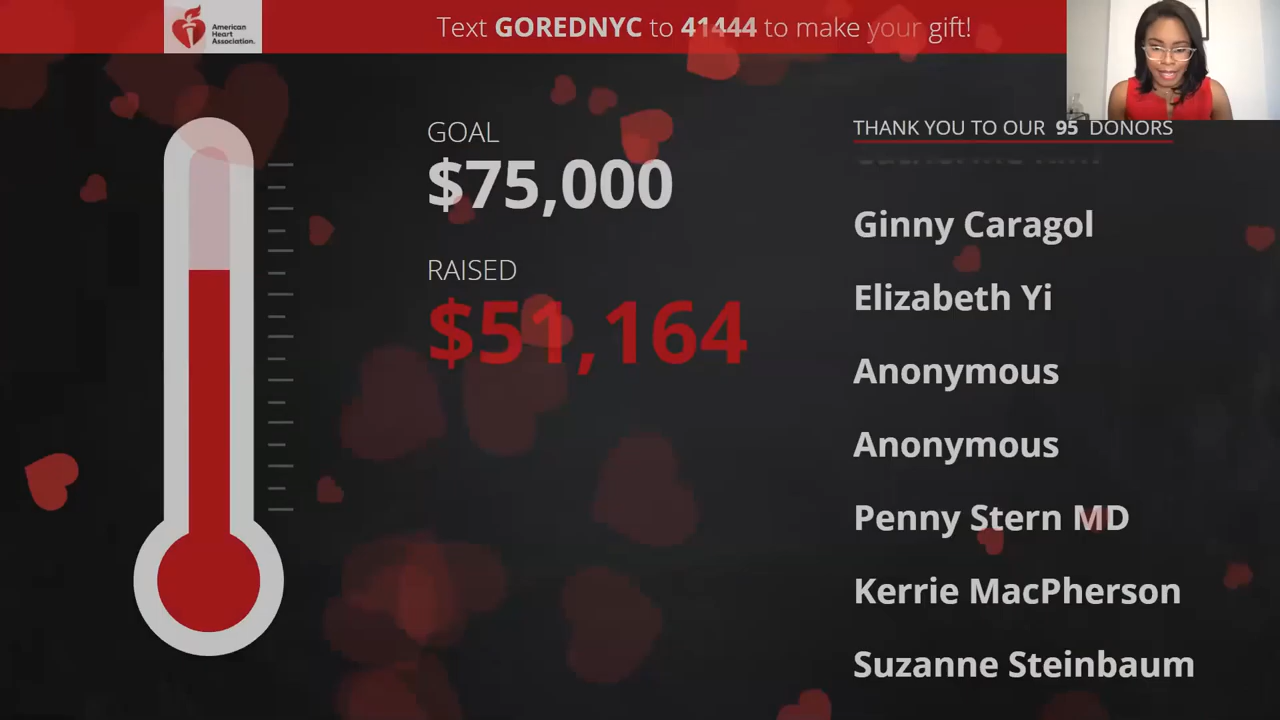 American
Heart
Association.
Text GOREDNYC to 41444 to make your gift!
GOAL
$75,000
RAISED
$51,164
THANK YOU TO OUR 95 DONORS
Ginny Caragol
Elizabeth Yi
Anonymous
Anonymous
Penny Stern MD
Kerrie MacPherson
Suzanne Steinbaum